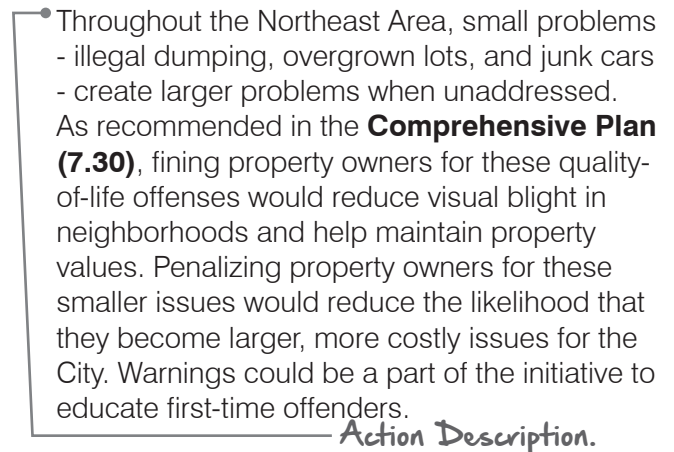 Throughout the Northeast Area, small problems
- illegal dumping, overgrown lots, and junk cars
- create larger problems when unaddressed.
As recommended in the Comprehensive Plan
(7.30), fining property owners for these quality-
of-life offenses would reduce visual blight in
neighborhoods and help maintain property
values. Penalizing property owners for these
smaller issues would reduce the likelihood that
they become larger, more costly issues for the
City. Warnings could be a part of the initiative to
educate first-time offenders.
Action Description.